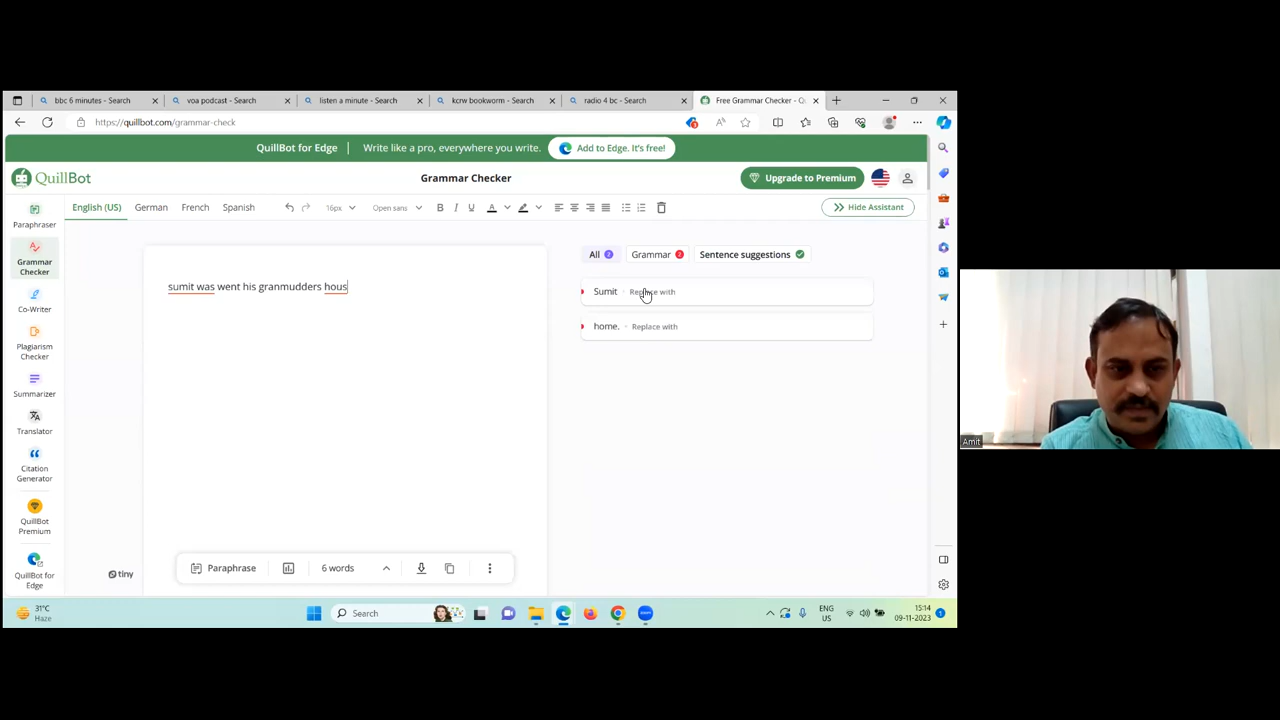 bbc 6 minutes - Search
voa podcast - Search
listen a minute - Search
kcrw bookworm - Search
radio 4 bc - Search
Free Grammar Checker - Qu
https://quillbot.com/grammar-check
QuillBot for Edge
Write like a pro, everywhere you write.
Add to Edge. It's free!
QuillBot
Grammar Checker
Upgrade to Premium
English (US)
German
French
Spanish
16px
Open sans
B I U A
Hide Assistant
Paraphraser
Grammar
Checker
Co-Writer
Plagiarism
Checker
Summarizer
Translator
Citation
Generator
QuillBot
Premium
QuillBot for
Edge
sumit was went his granmudders hous
All 2
Grammar 2
Sentence suggestions
Sumit · Replace with
home. · Replace with
tiny
Paraphrase
6 words
31°C
Haze
Search
ENG
US
15:14
09-11-2023
Amit